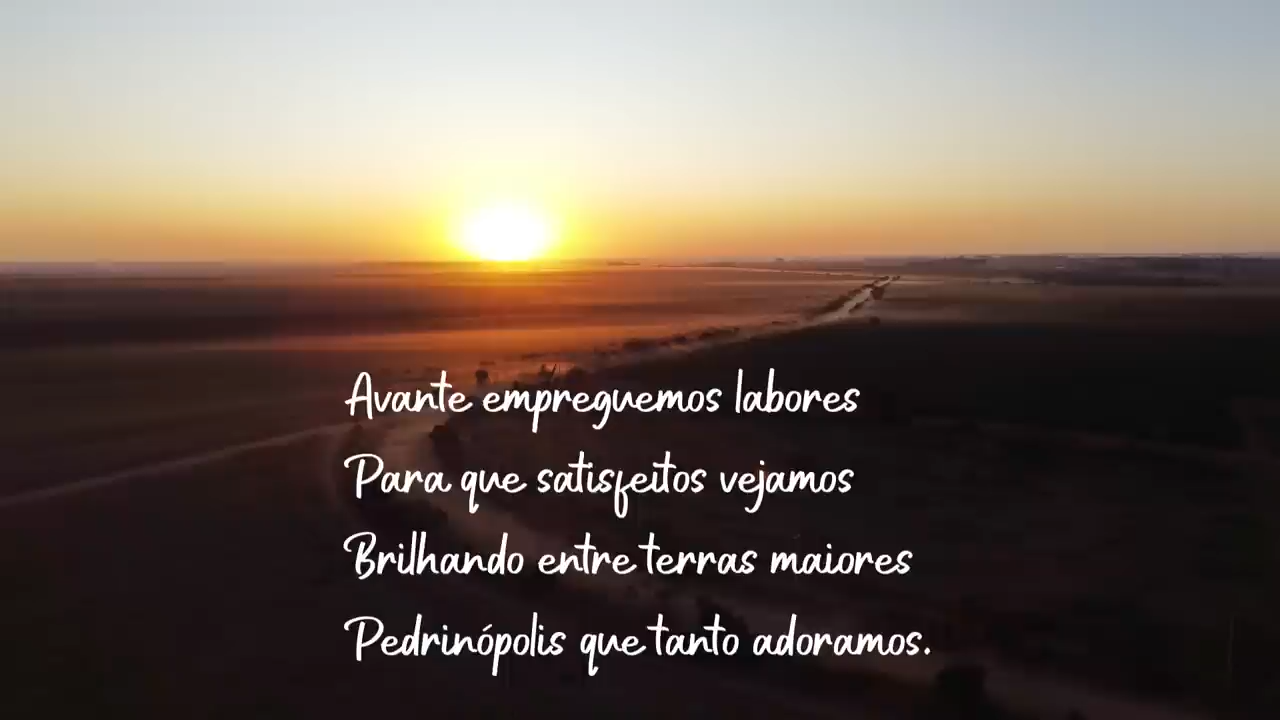 Avante empreguemos labores
Para que satisfeitos vejamos
Brilhando entre terras maiores
Pedrinópolis que tanto adoramos.